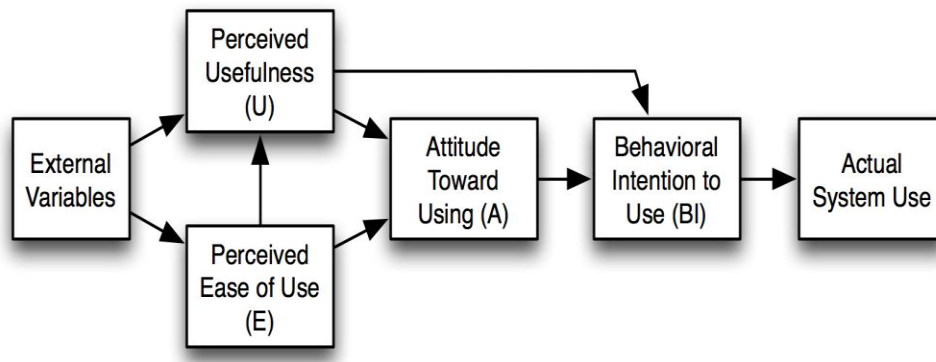 Perceived
Usefulness
(U)
External
Variables
Perceived
Ease of Use
(E)
Attitude
Toward
Using (A)
Behavioral
Intention to
Use (BI)
Actual
System Use